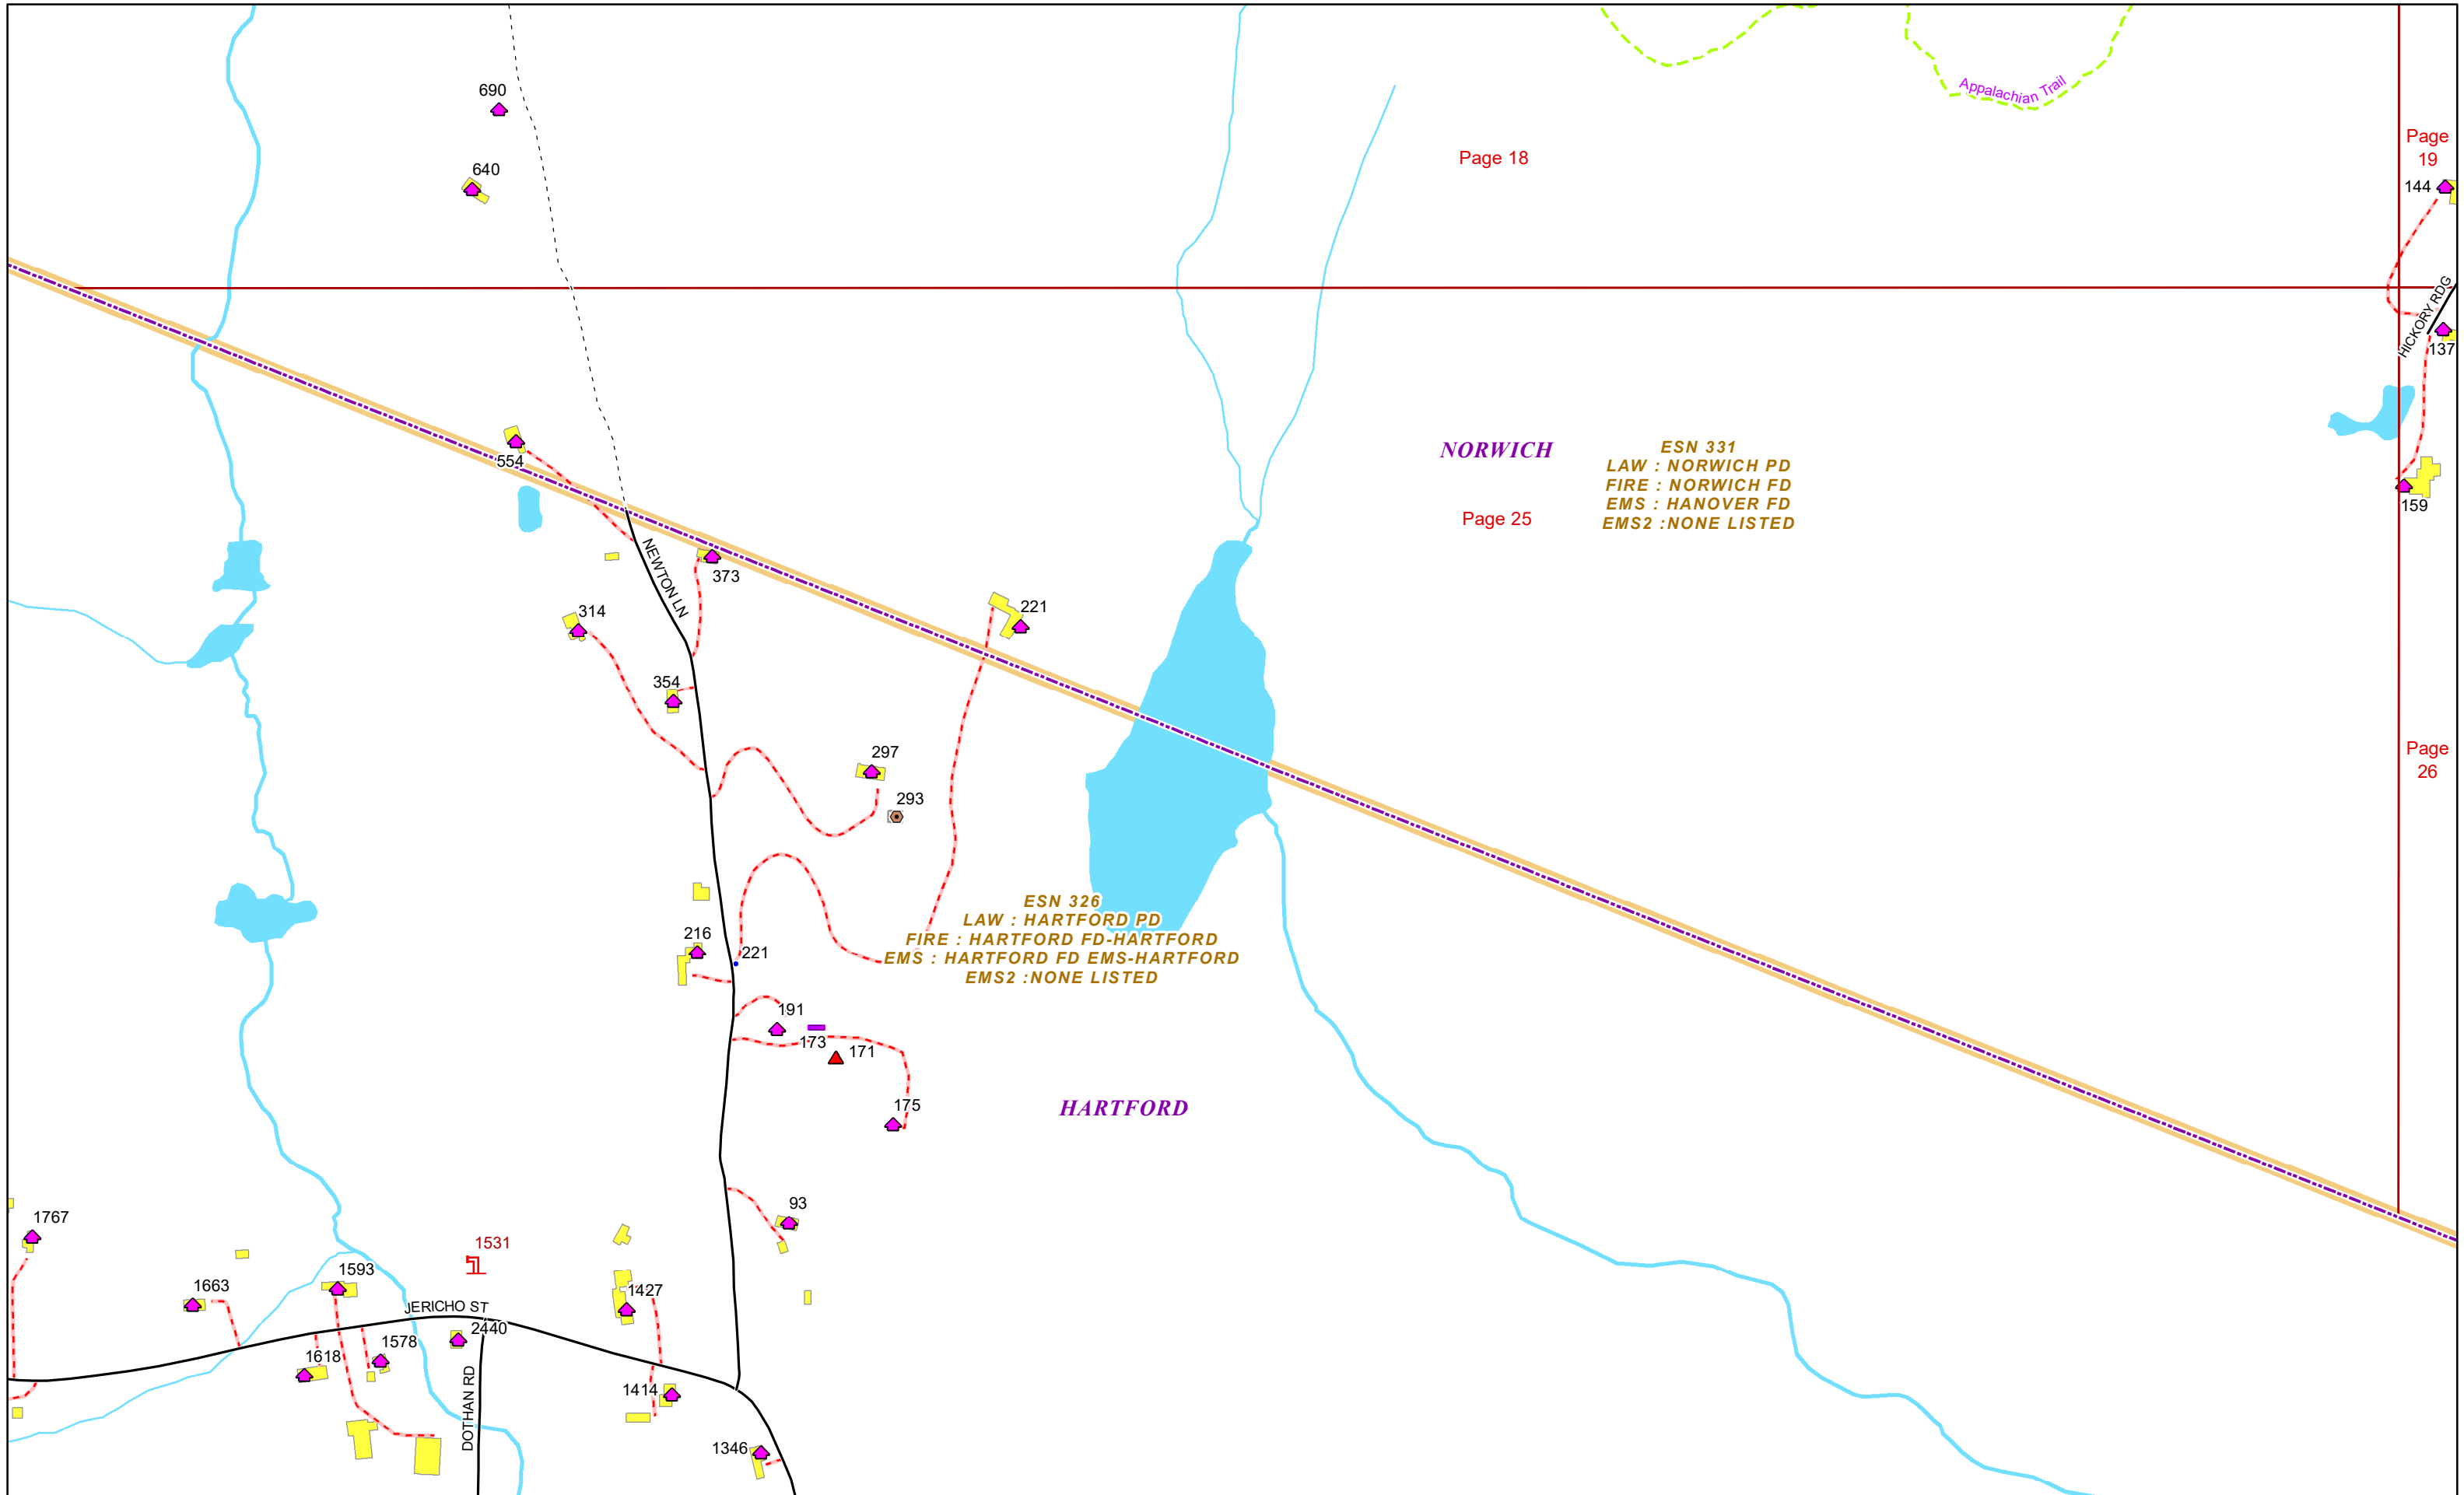 690
Appalachian Trail
Page
19
Page 18
640
144
HICKORY RDG
137
NORWICH
ESN 331
LAW : NORWICH PD
FIRE : NORWICH FD
EMS : HANOVER FD
EMS2 :NONE LISTED
554
159
Page 25
NEWTON LN
373
314
221
354
297
Page
26
293
ESN 326
LAW : HARTFORD PD
FIRE : HARTFORD FD-HARTFORD
EMS : HARTFORD FD EMS-HARTFORD
EMS2 :NONE LISTED
216
221
191
173
171
175
HARTFORD
93
1767
1531
1593
1663
1427
JERICHO ST
2440
1578
1618
1414
DOTHAN RD
1346